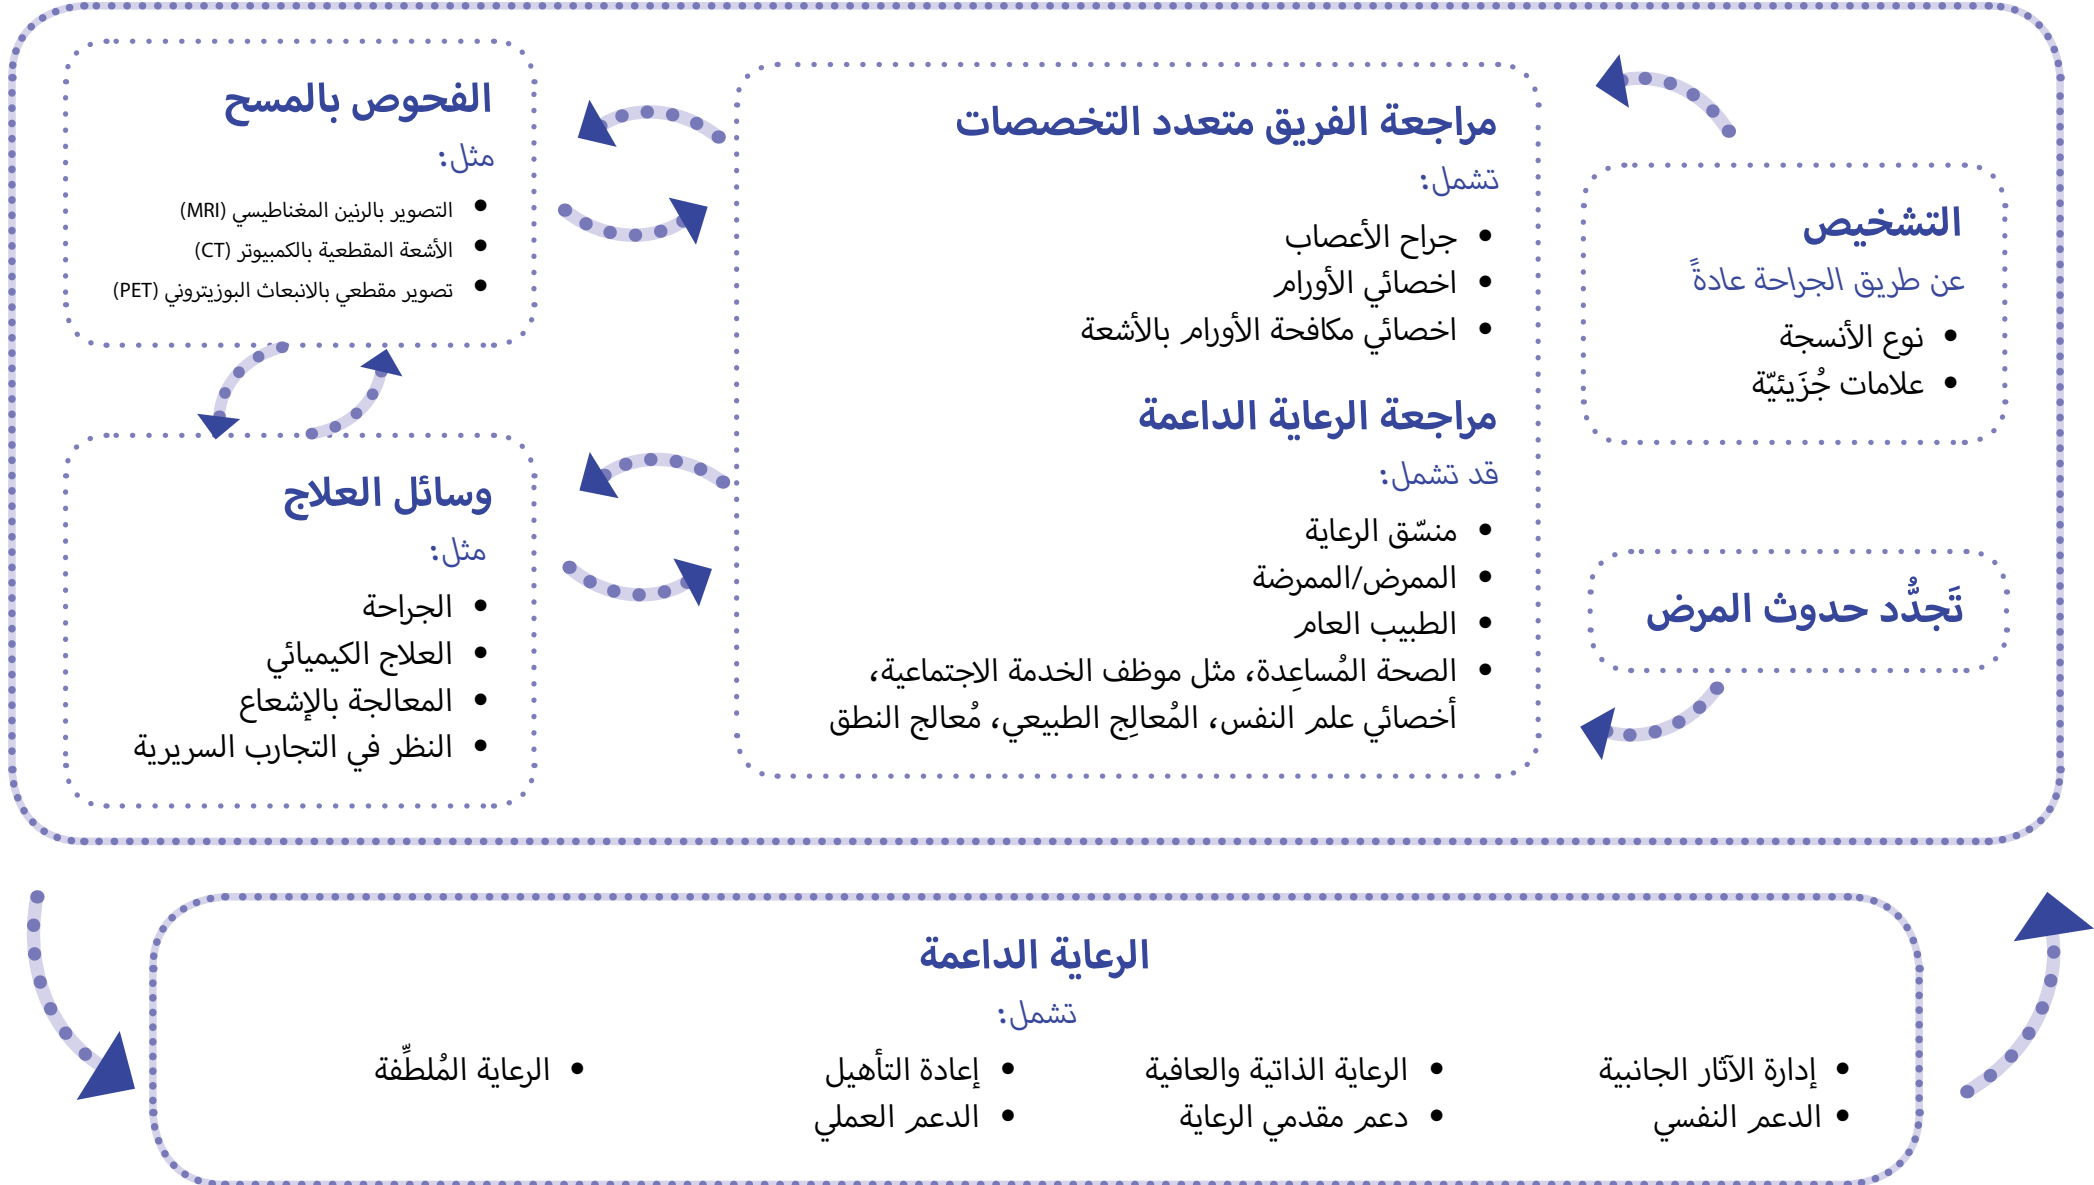 التشخيص
عن طريق الجراحة عادةً
• نوع الأنسجة
• علامات جُزَيئيّة
تَجدُّد حدوث المرض
مراجعة الفريق متعدد التخصصات
تشمل:
• جراح الأعصاب
• اخصائي الأورام
• اخصائي مكافحة الأورام بالأشعة
مراجعة الرعاية الداعمة
قد تشمل:
• منسّق الرعاية
• الممرض/الممرضة
• الطبيب العام
• الصحة المُساعِدة، مثل موظف الخدمة الاجتماعية،
أخصائي علم النفس، المُعالِج الطبيعي، مُعالج النطق
الفحوص بالمسح
مثل:
• التصوير بالرنين المغناطيسي (MRI)
• الأشعة المقطعية بالكمبيوتر (CT)
• تصوير مقطعي بالانبعاث البوزيتروني (PET)
وسائل العلاج
مثل:
• الجراحة
• العلاج الكيميائي
• المعالجة بالإشعاع
• النظر في التجارب السريرية
الرعاية الداعمة
تشمل:
• إدارة الآثار الجانبية
• الدعم النفسي
• الرعاية الذاتية والعافية
• دعم مقدمي الرعاية
• إعادة التأهيل
• الدعم العملي
• الرعاية المُلطِّفة